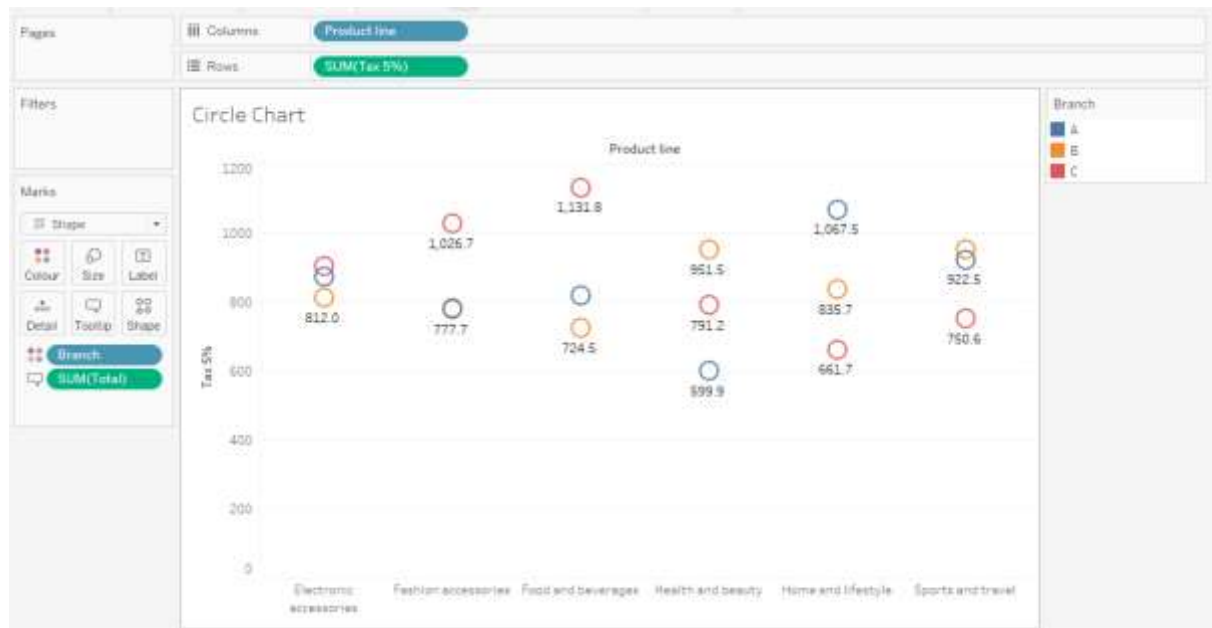 Pages
Columns
Product line
Rows
SUM(Tax 5%)
Filters
Marks
Shape
Colour
Size
Label
Detail
Tooltip
Shape
Branch
SUM(Total)
Circle Chart
Product line
Tax 5%
1200
1000
800
600
400
200
0
812.0
1,026.7
777.7
1,131.8
724.5
951.5
791.2
599.9
1,067.5
835.7
661.7
922.5
750.6
Electronic
accessories
Fashion accessories
Food and beverages
Health and beauty
Home and lifestyle
Sports and travel
Branch
A
B
C